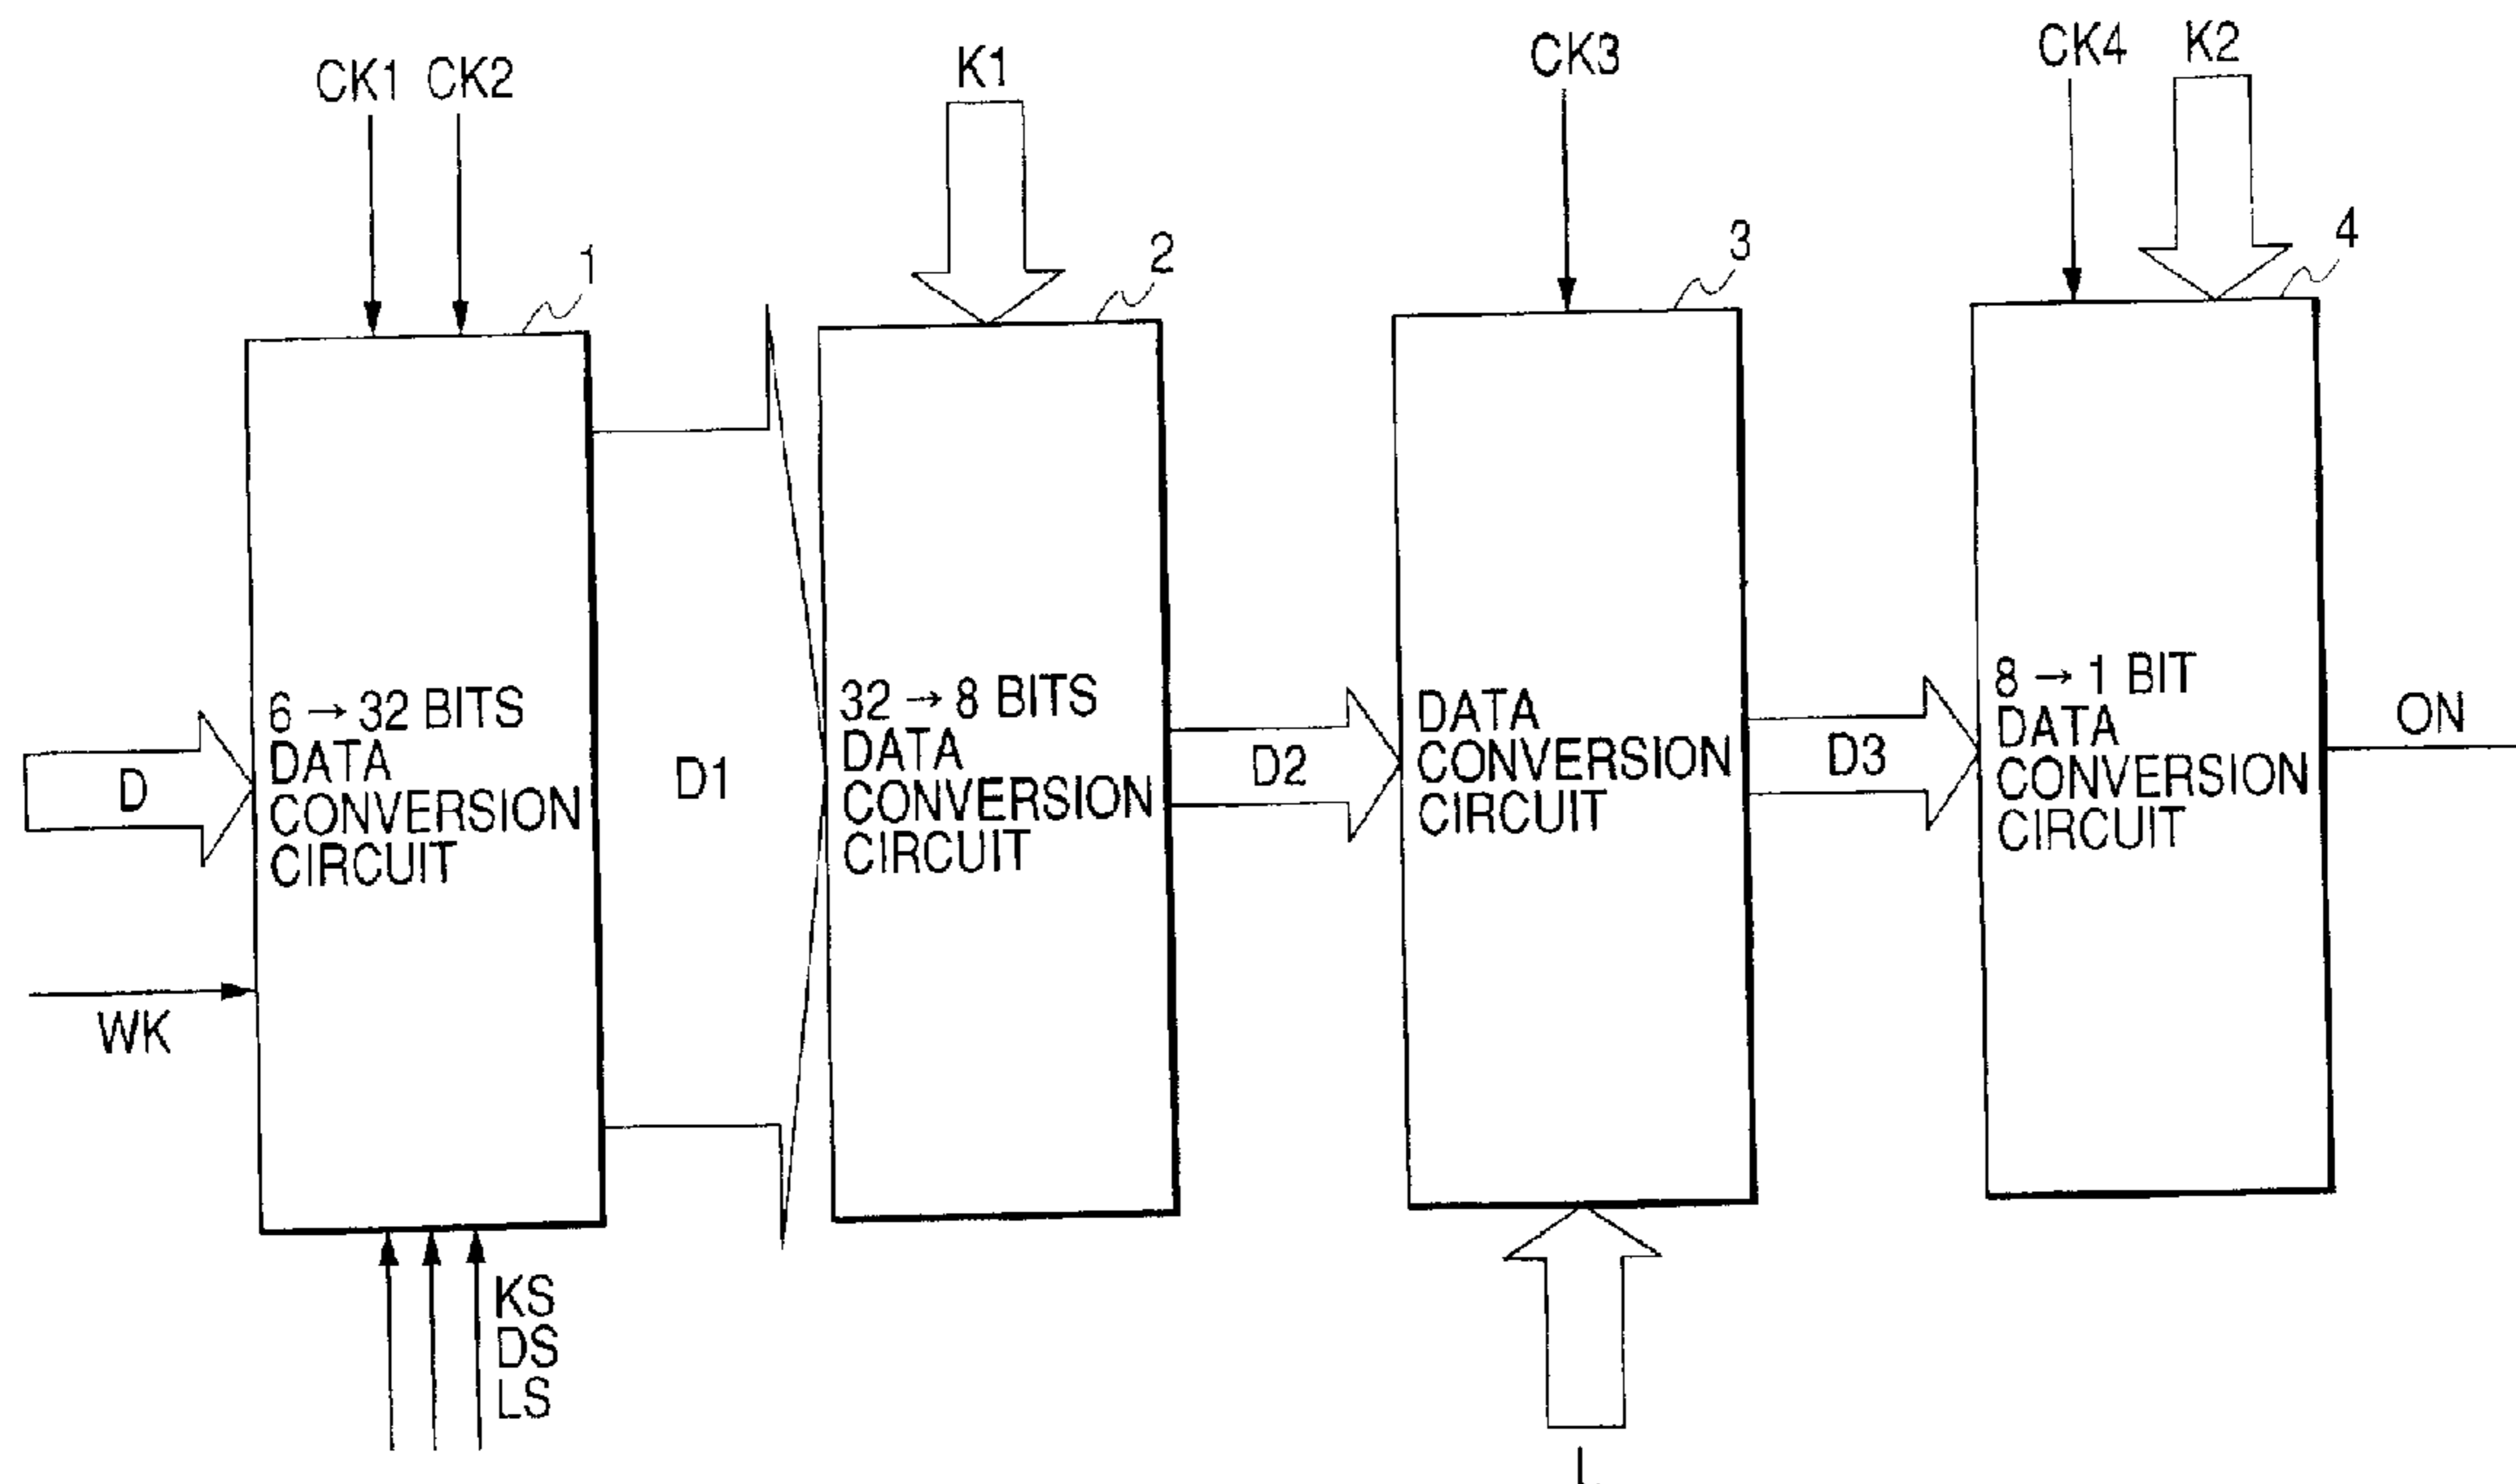 CK1 CK2
K1
CK3
CK4
K2
1
2
3
4
D
6 → 32 BITS
DATA
CONVERSION
CIRCUIT
D1
32 → 8 BITS
DATA
CONVERSION
CIRCUIT
D2
DATA
CONVERSION
CIRCUIT
D3
8 → 1 BIT
DATA
CONVERSION
CIRCUIT
ON
WK
KS
DS
LS
L